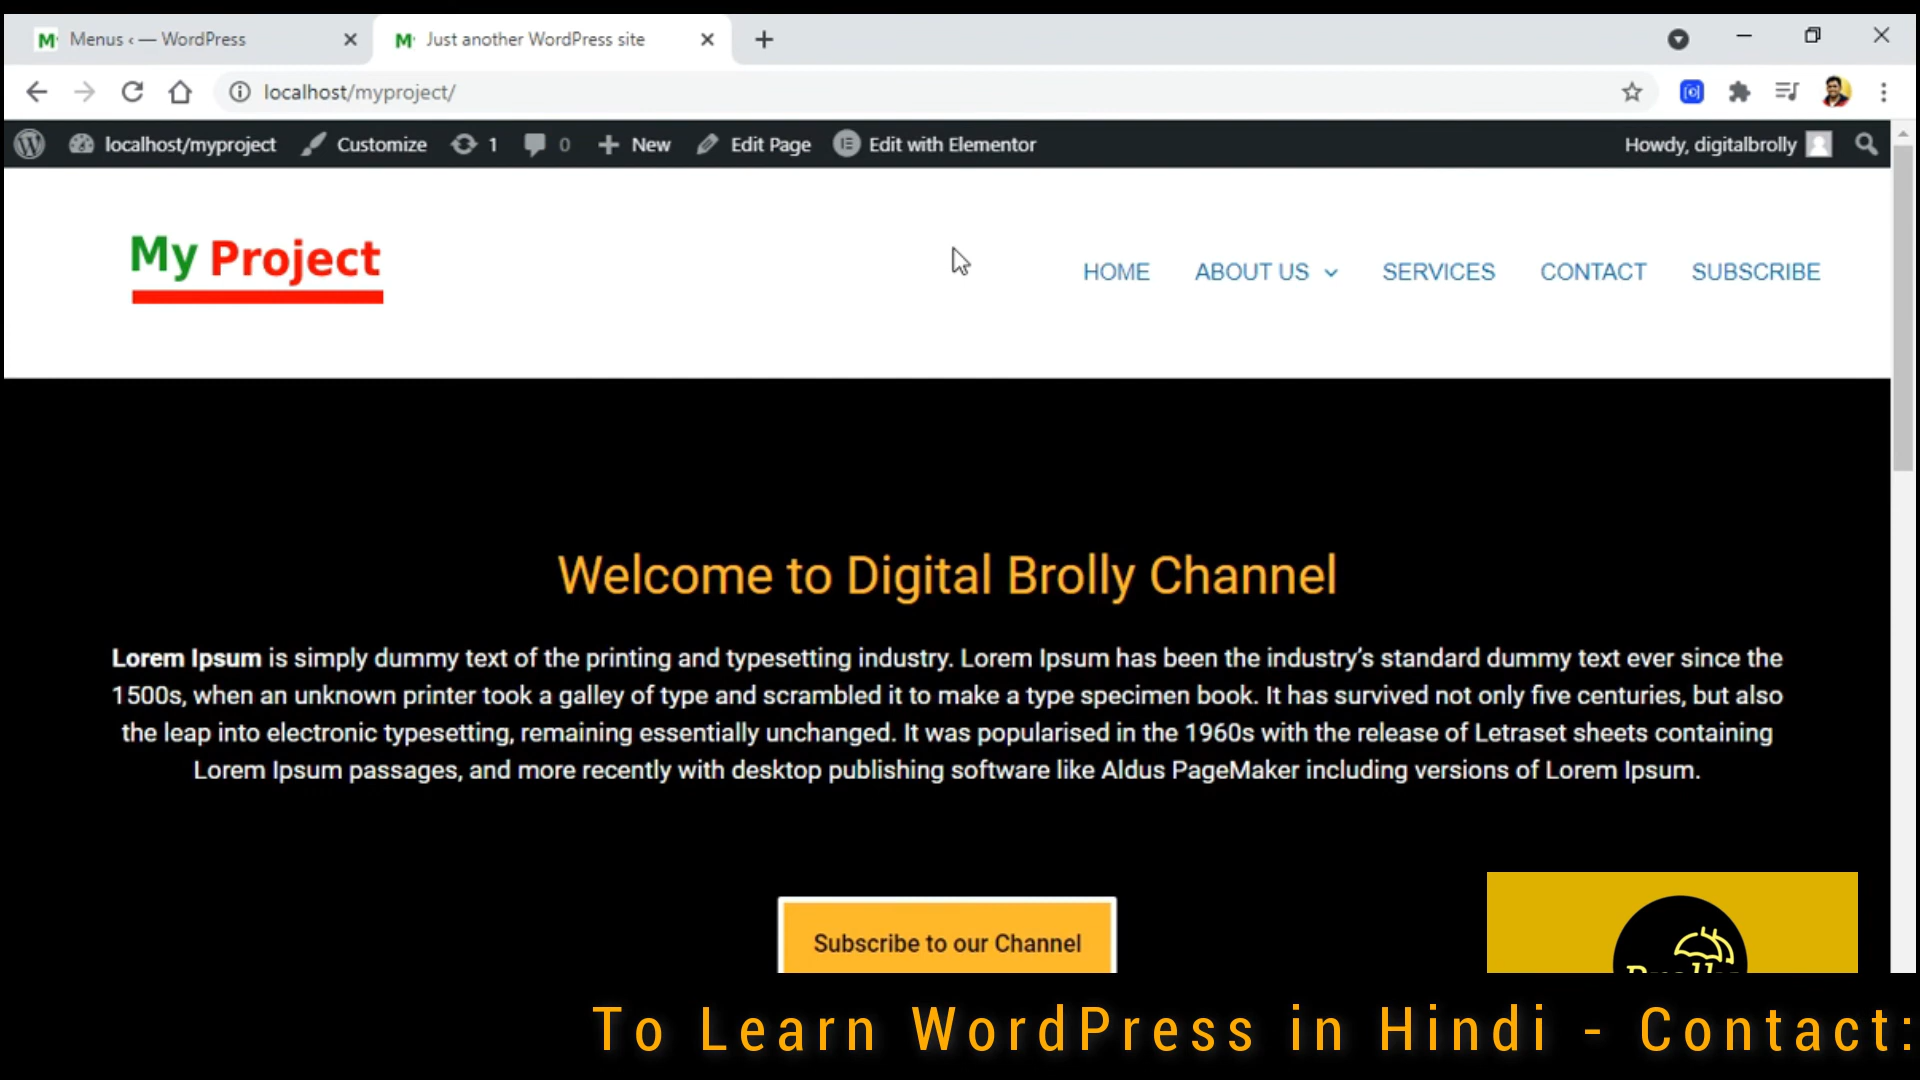 Menus ‹ — WordPress
Just another WordPress site
localhost/myproject/
localhost/myproject Customize 1 0 New Edit Page Edit with Elementor Howdy, digitalbrolly
My Project
HOME ABOUT US SERVICES CONTACT SUBSCRIBE
Welcome to Digital Brolly Channel
Lorem Ipsum is simply dummy text of the printing and typesetting industry. Lorem Ipsum has been the industry’s standard dummy text ever since the
1500s, when an unknown printer took a galley of type and scrambled it to make a type specimen book. It has survived not only five centuries, but also
the leap into electronic typesetting, remaining essentially unchanged. It was popularised in the 1960s with the release of Letraset sheets containing
Lorem Ipsum passages, and more recently with desktop publishing software like Aldus PageMaker including versions of Lorem Ipsum.
Subscribe to our Channel
To Learn WordPress in Hindi - Contact: